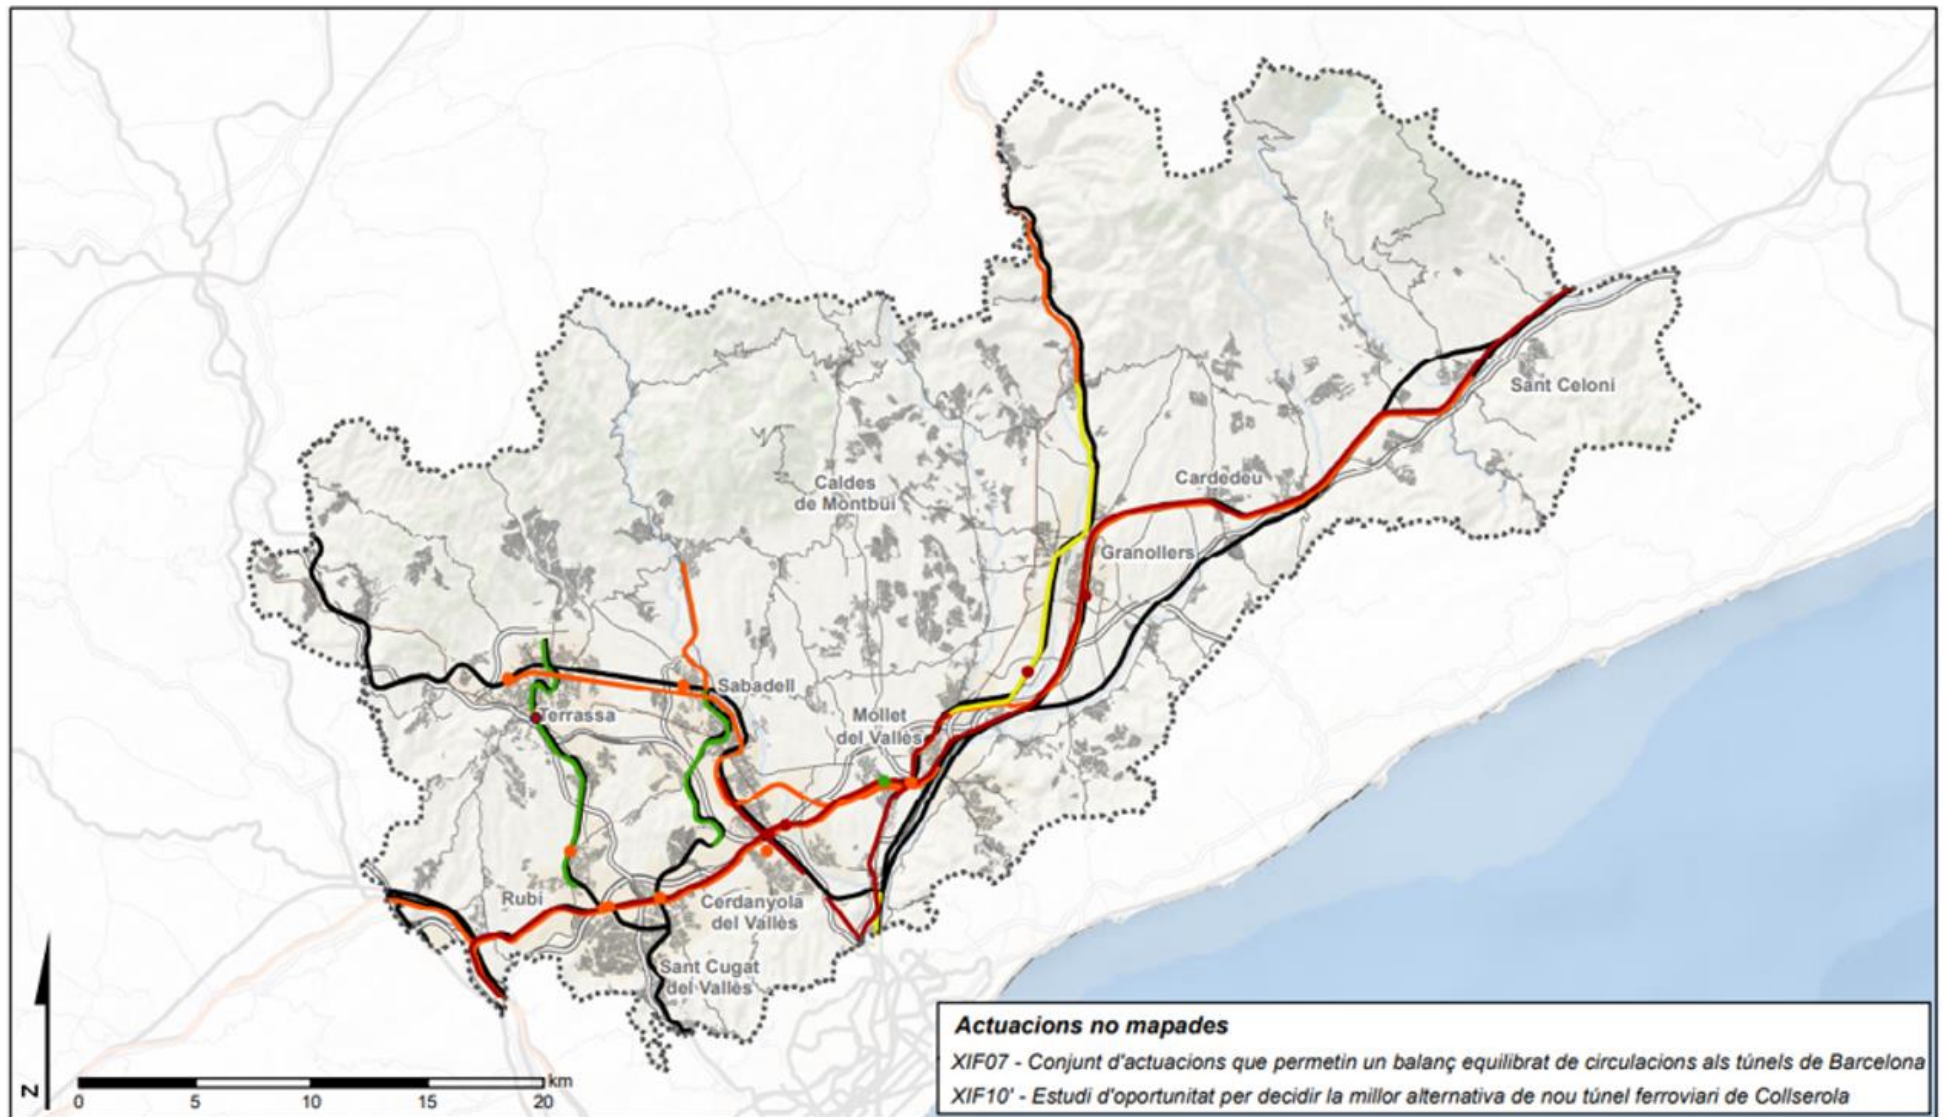 Sant Celoni
Cardedeu
Caldes
de Montbui
Granollers
Sabadell
Terrassa
Mollet
del Vallès
Rubí
Cerdanyola
del Vallès
Sant Cugat
del Vallès
Actuacions no mapades
XIF07 - Conjunt d'actuacions que permetin un balanç equilibrat de circulacions als túnels de Barcelona
XIF10' - Estudi d'oportunitat per decidir la millor alternativa de nou túnel ferroviari de Collserola
N
km
0 5 10 15 20